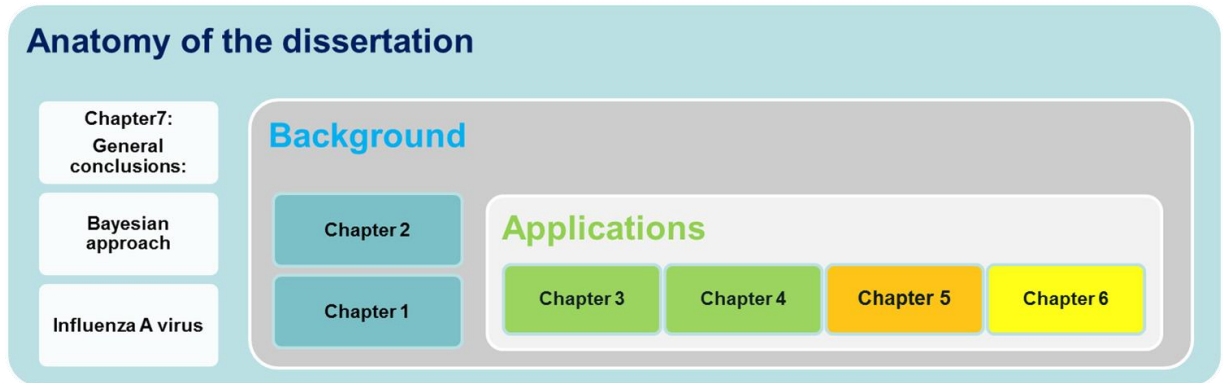 Anatomy of the dissertation
Chapter7:
General
conclusions:
Bayesian
approach
Influenza A virus
Background
Chapter 2
Chapter 1
Applications
Chapter 3
Chapter 4
Chapter 5
Chapter 6